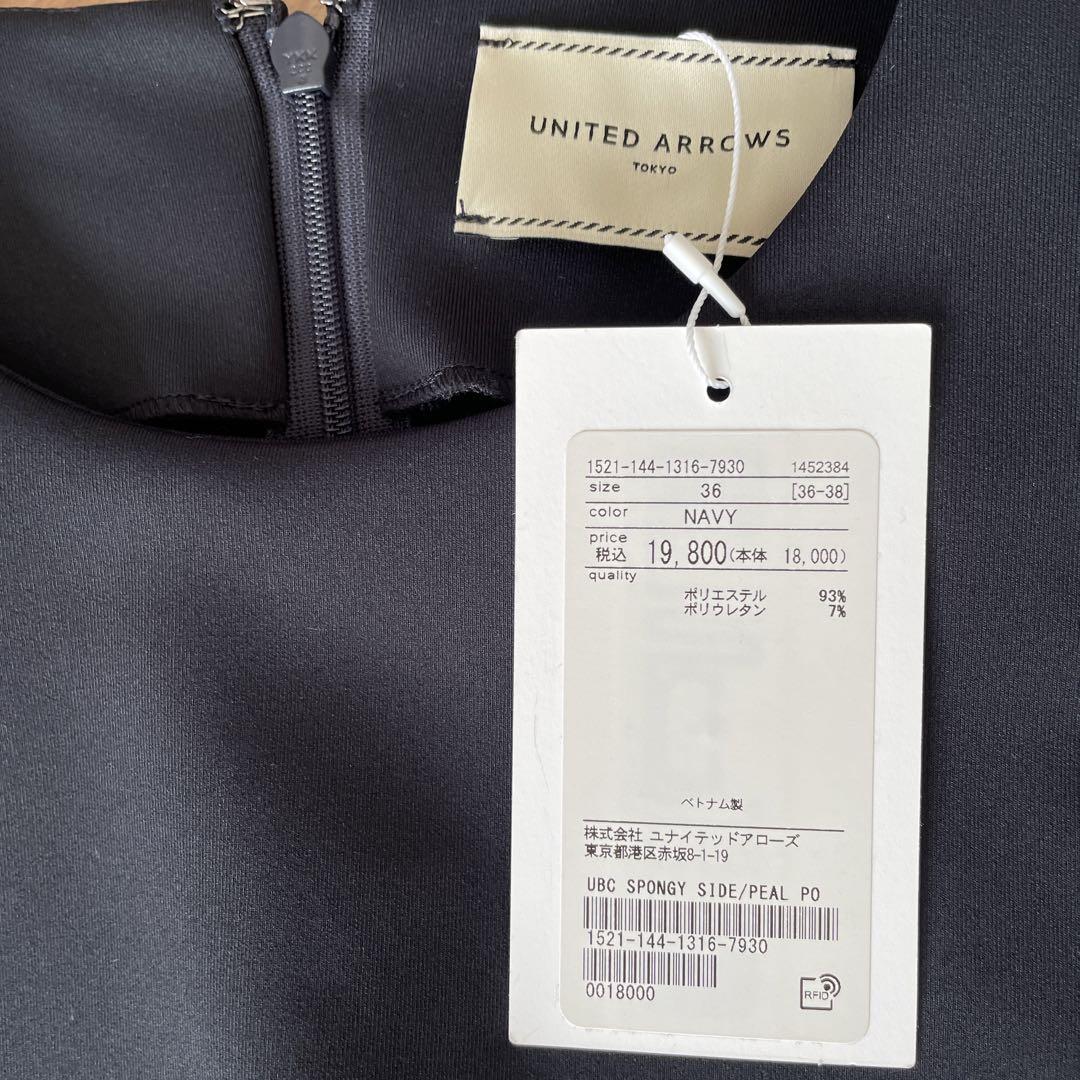 YKK
UNITED ARROWS
TOKYO
1521-144-1316-7930 1452384
size 36 [36-38]
color NAVY
price
税込 19,800(本体 18,000)
quality
ポリエステル 93%
ポリウレタン 7%
ベトナム製
株式会社 ユナイテッドアローズ
東京都港区赤坂8-1-19
UBC SPONGY SIDE/PEAL PO
1521-144-1316-7930
0018000
RFID